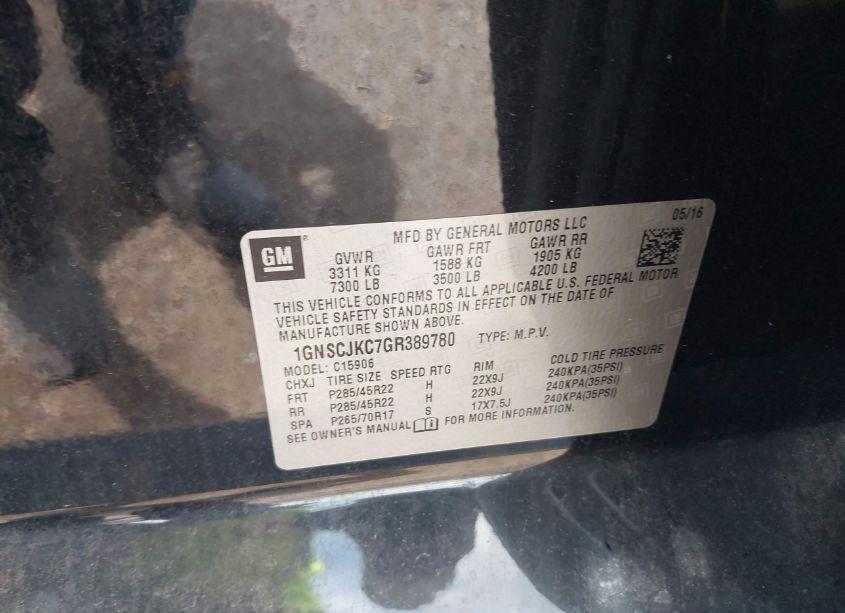 05/16
GM ®
MFD BY GENERAL MOTORS LLC
GVWR GAWR FRT GAWR RR
3311 KG 1588 KG 1905 KG
7300 LB 3500 LB 4200 LB
THIS VEHICLE CONFORMS TO ALL APPLICABLE U.S. FEDERAL MOTOR
VEHICLE SAFETY STANDARDS IN EFFECT ON THE DATE OF
MANUFACTURE SHOWN ABOVE.
1GNSCJKC7GR389780 TYPE: M.P.V.
MODEL: C15906
CHXJ TIRE SIZE SPEED RTG RIM COLD TIRE PRESSURE
FRT P285/45R22 H 22X9J 240KPA(35PSI)
RR P285/45R22 H 22X9J 240KPA(35PSI)
SPA P265/70R17 S 17X7.5J 240KPA(35PSI)
SEE OWNER'S MANUAL FOR MORE INFORMATION.